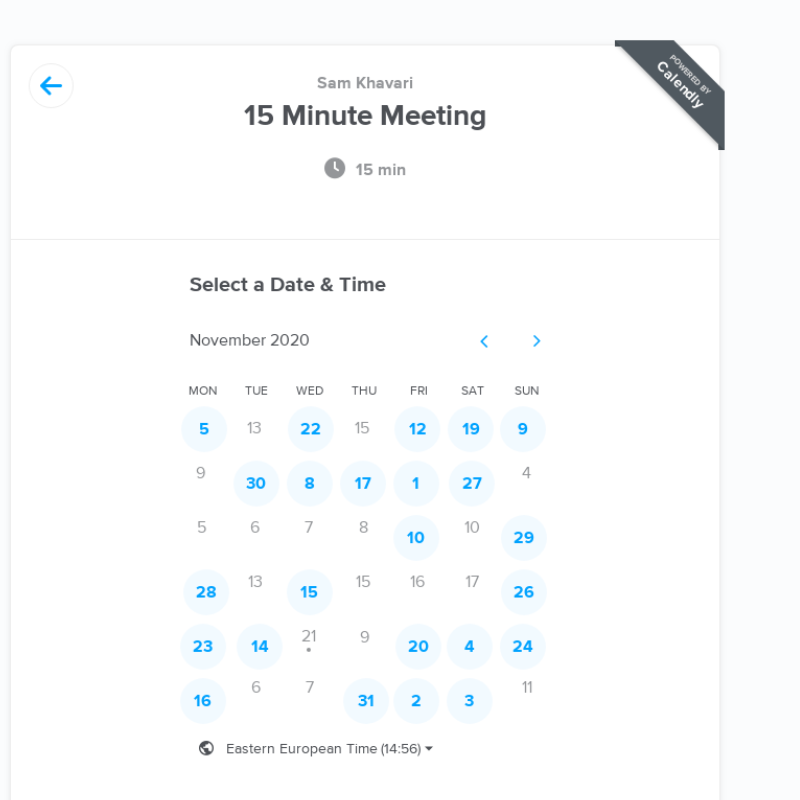 POWERED BY
Calendly
Sam Khavari
15 Minute Meeting
15 min
Select a Date & Time
November 2020
MON TUE WED THU FRI SAT SUN
5 13 22 15 12 19 9
9 30 8 17 1 27 4
5 6 7 8 10 10 29
28 13 15 15 16 17 26
23 14 21 9 20 4 24
16 6 7 31 2 3 11
Eastern European Time (14:56)